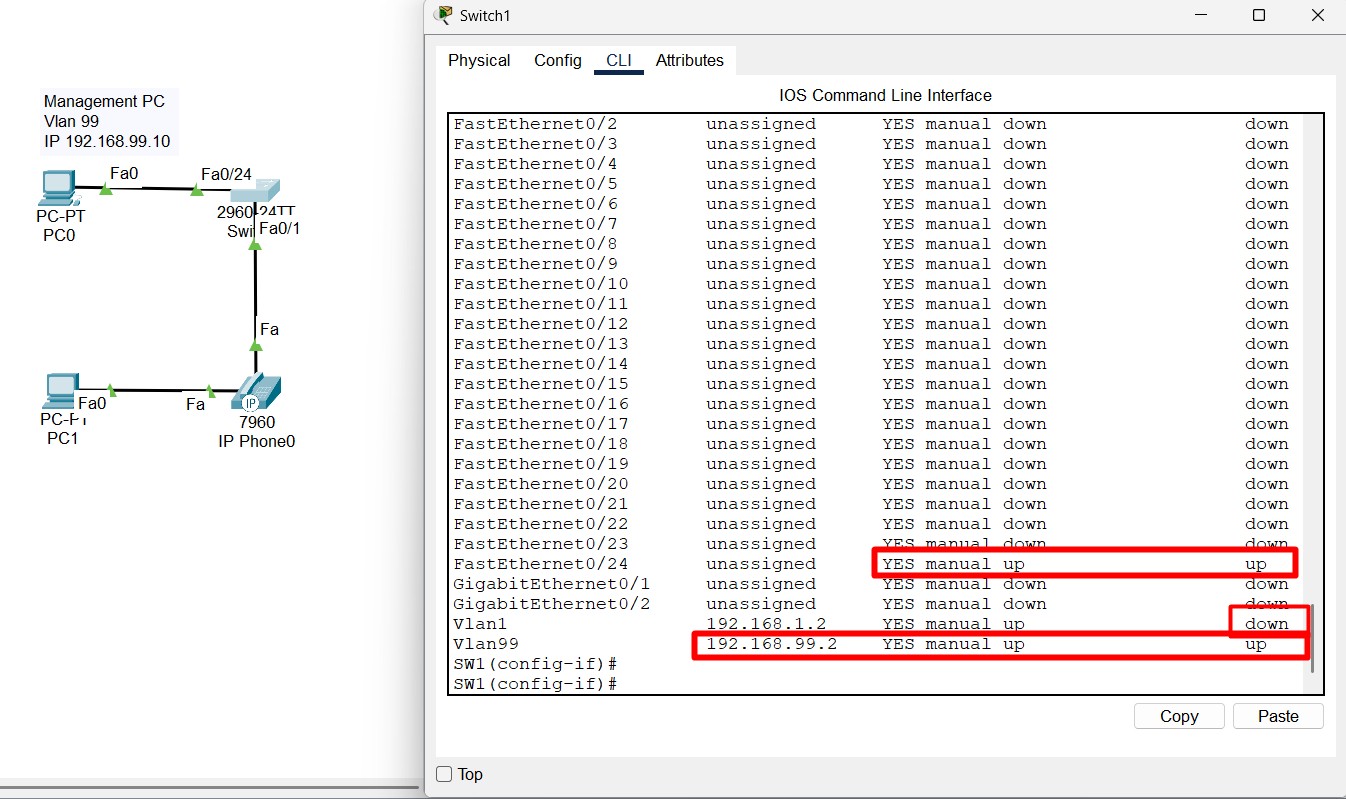 Switch1
Physical Config CLI Attributes
IOS Command Line Interface
Management PC
Vlan 99
IP 192.168.99.10
Fa0
Fa0/24
PC-PT
PC0
2960-24TT
Swi
Fa0/1
Fa
Fa0
Fa
PC-PT
PC1
IP
7960
IP Phone0
FastEthernet0/2 unassigned YES manual down down
FastEthernet0/3 unassigned YES manual down down
FastEthernet0/4 unassigned YES manual down down
FastEthernet0/5 unassigned YES manual down down
FastEthernet0/6 unassigned YES manual down down
FastEthernet0/7 unassigned YES manual down down
FastEthernet0/8 unassigned YES manual down down
FastEthernet0/9 unassigned YES manual down down
FastEthernet0/10 unassigned YES manual down down
FastEthernet0/11 unassigned YES manual down down
FastEthernet0/12 unassigned YES manual down down
FastEthernet0/13 unassigned YES manual down down
FastEthernet0/14 unassigned YES manual down down
FastEthernet0/15 unassigned YES manual down down
FastEthernet0/16 unassigned YES manual down down
FastEthernet0/17 unassigned YES manual down down
FastEthernet0/18 unassigned YES manual down down
FastEthernet0/19 unassigned YES manual down down
FastEthernet0/20 unassigned YES manual down down
FastEthernet0/21 unassigned YES manual down down
FastEthernet0/22 unassigned YES manual down down
FastEthernet0/23 unassigned YES manual down down
FastEthernet0/24 unassigned YES manual up up
GigabitEthernet0/1 unassigned YES manual down down
GigabitEthernet0/2 unassigned YES manual down down
Vlan1 192.168.1.2 YES manual up down
Vlan99 192.168.99.2 YES manual up up
SW1(config-if)#
SW1(config-if)#
Copy Paste
Top